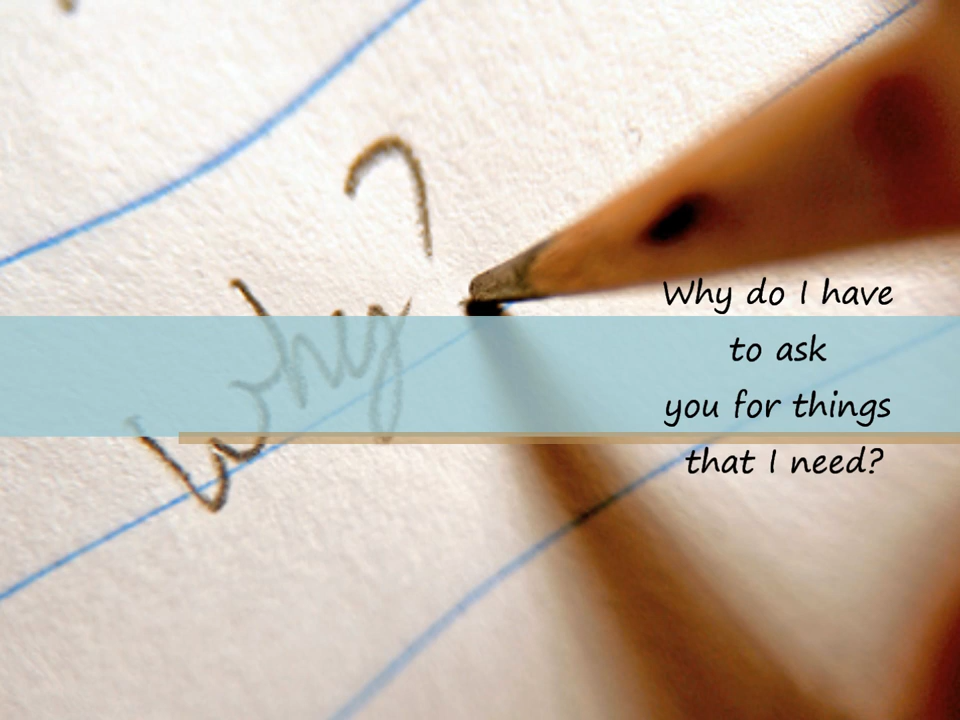 Why?
Why do I have
to ask
you for things
that I need?